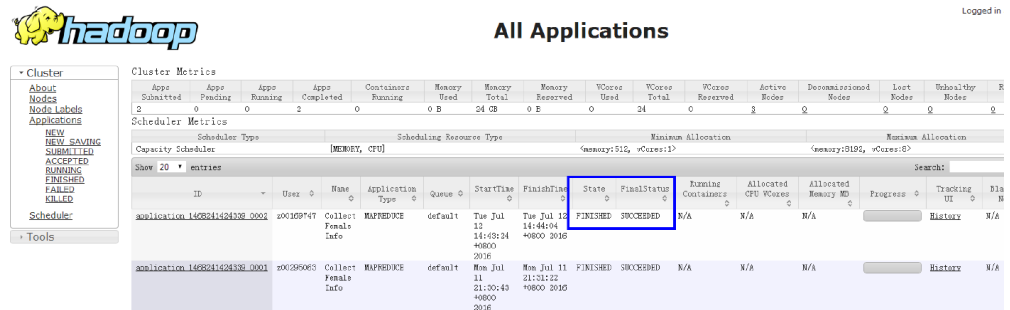 Logged in
hadoop
All Applications
Cluster
About
Nodes
Node Labels
Applications
NEW
NEW_SAVING
SUBMITTED
ACCEPTED
RUNNING
FINISHED
FAILED
KILLED
Scheduler
Tools
Cluster Metrics
Apps Submitted Apps Pending Apps Running Apps Completed Containers Running Memory Used Memory Total Memory Reserved VCores Used VCores Total VCores Reserved Active Nodes Decommissioned Nodes Lost Nodes Unhealthy Nodes R
2 0 0 2 0 0 B 24 GB 0 B 0 24 0 3 0 0 0 0
Scheduler Metrics
Scheduler Type Scheduling Resource Type Minimum Allocation Maximum Allocation
Capacity Scheduler [MEMORY, CPU] <memory:512, vCores:1> <memory:8192, vCores:8>
Show 20 entries Search:
ID User Name Application Type Queue StartTime FinishTime State FinalStatus Running Containers Allocated CPU VCores Allocated Memory MB Progress Tracking UI Bla
application_1468241424339_0002 z00169747 Collect Female Info MAPREDUCE default Tue Jul 12 14:43:24 +0800 2016 Tue Jul 12 14:44:04 +0800 2016 FINISHED SUCCEEDED N/A N/A N/A History N/A
application_1468241424339_0001 z00295063 Collect Female Info MAPREDUCE default Mon Jul 11 21:30:43 +0800 2016 Mon Jul 11 21:31:22 +0800 2016 FINISHED SUCCEEDED N/A N/A N/A History N/A